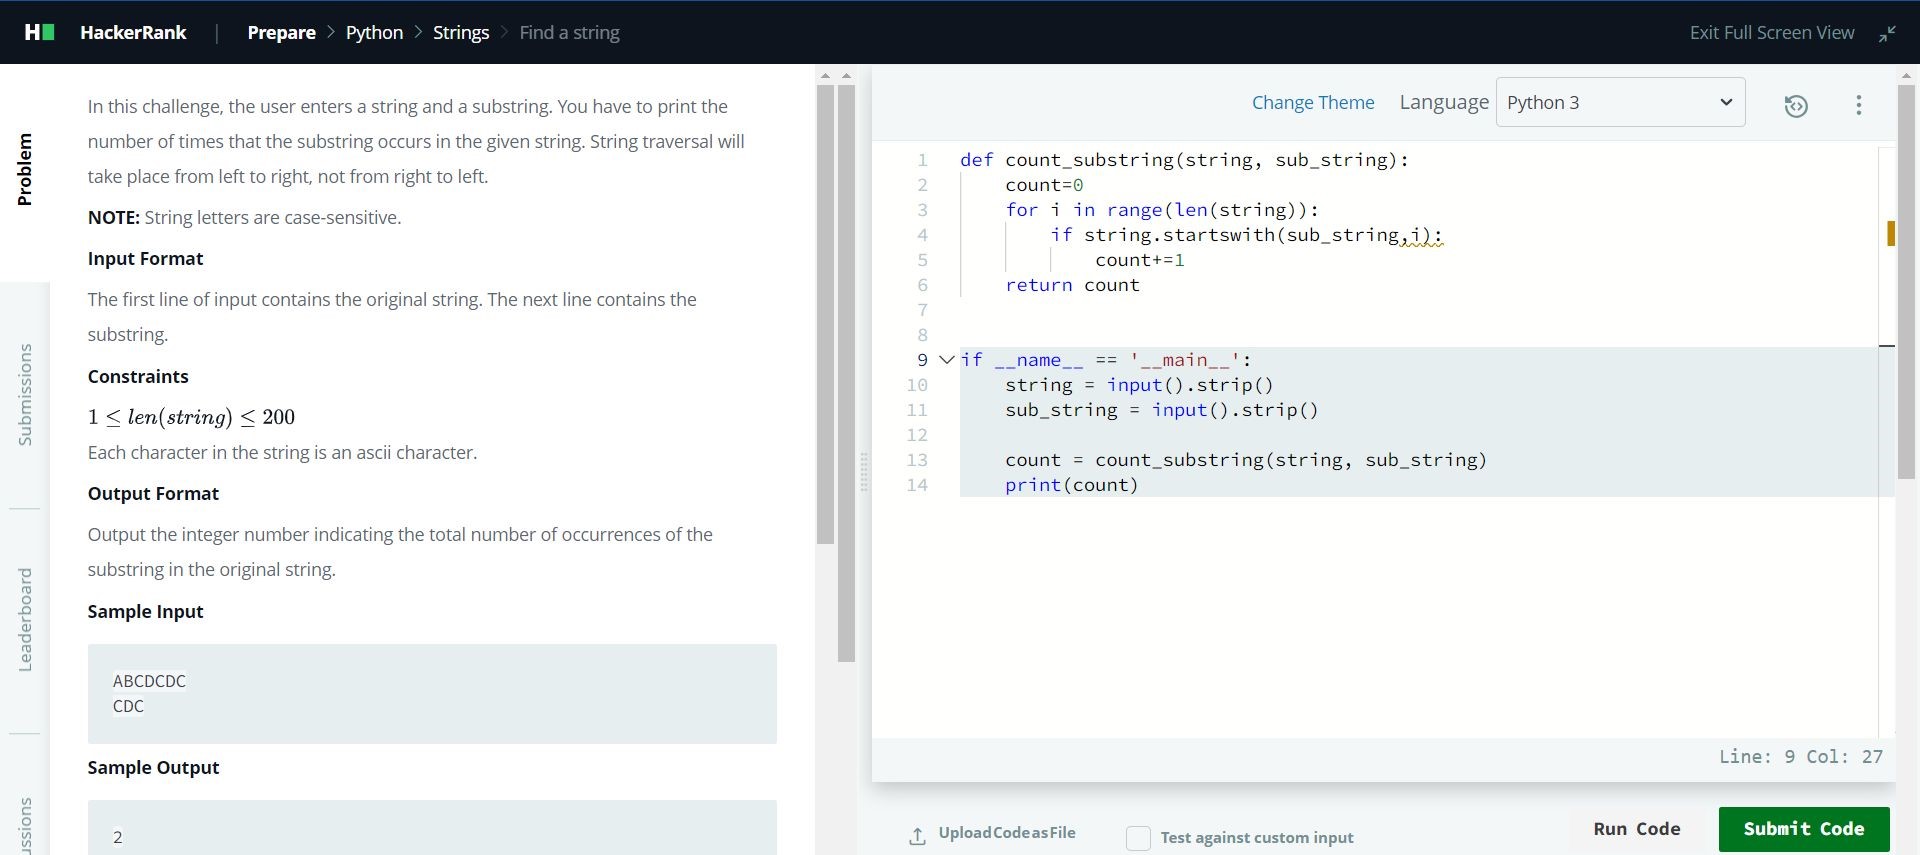 HackerRank | Prepare > Python > Strings > Find a string
Exit Full Screen View
Problem
Submissions
Leaderboard
ussions
In this challenge, the user enters a string and a substring. You have to print the
number of times that the substring occurs in the given string. String traversal will
take place from left to right, not from right to left.
NOTE: String letters are case-sensitive.
Input Format
The first line of input contains the original string. The next line contains the
substring.
Constraints
1 ≤ len(string) ≤ 200
Each character in the string is an ascii character.
Output Format
Output the integer number indicating the total number of occurrences of the
substring in the original string.
Sample Input
ABCDCDC
CDC
Sample Output
2
Change Theme Language Python 3
1 def count_substring(string, sub_string):
2     count=0
3     for i in range(len(string)):
4         if string.startswith(sub_string,i):
5             count+=1
6     return count
7
8
9 if __name__ == '__main__':
10     string = input().strip()
11     sub_string = input().strip()
12
13     count = count_substring(string, sub_string)
14     print(count)
Line: 9 Col: 27
Upload Code as File
Test against custom input
Run Code
Submit Code